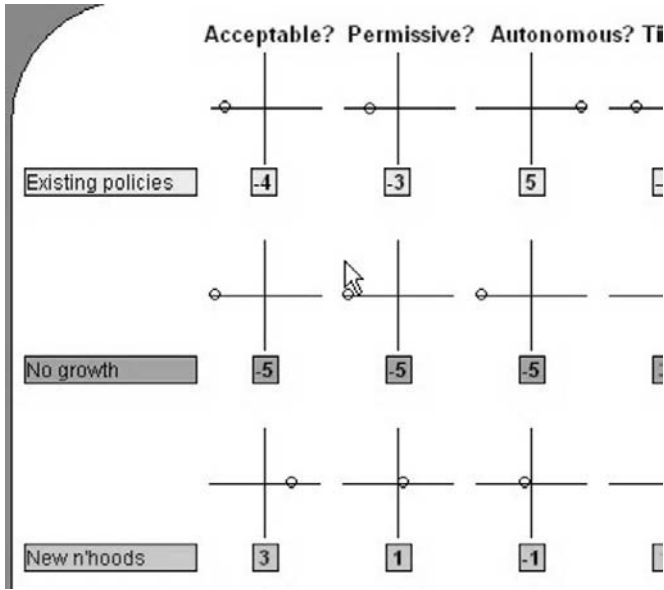 Acceptable? Permissive? Autonomous?
Existing policies -4 -3 5
No growth -5 -5 -5
New n'hoods 3 1 -1